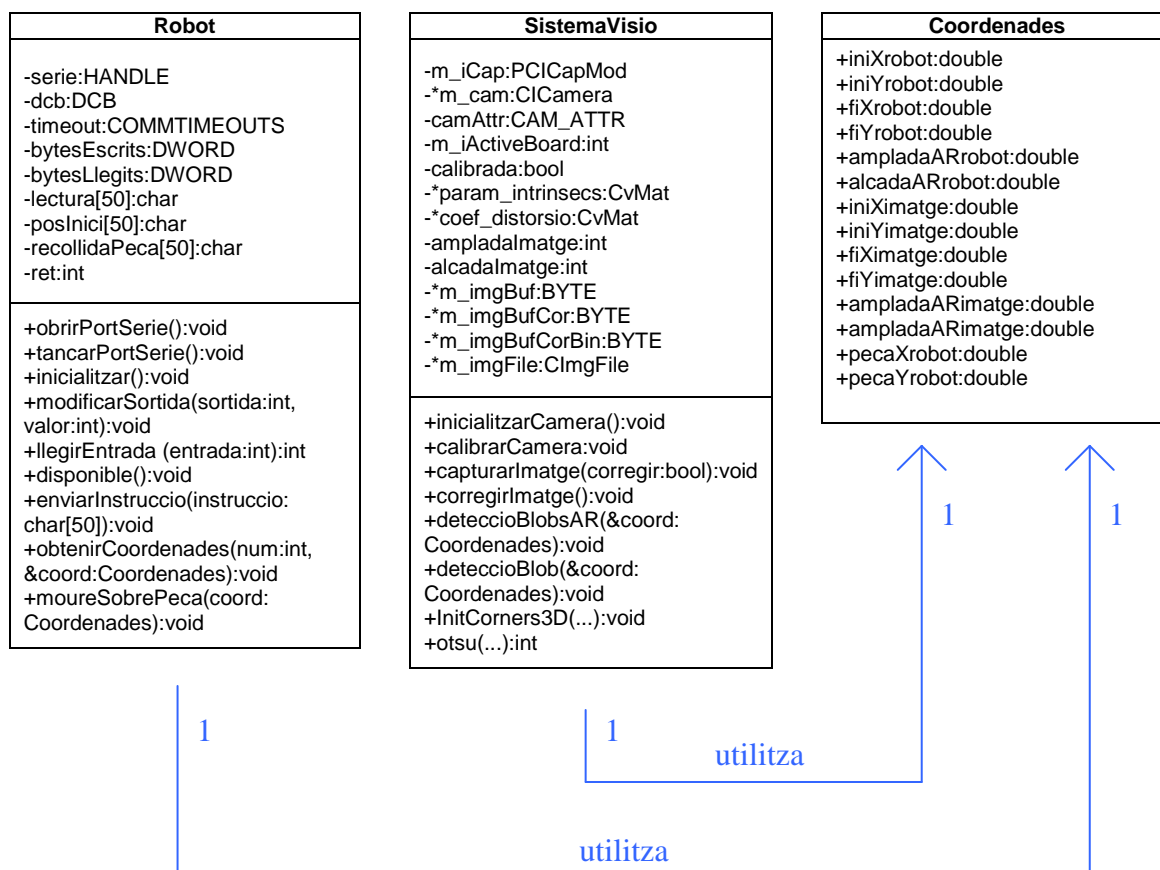 Robot
-serie:HANDLE
-dcb:DCB
-timeout:COMMTIMEOUTS
-bytesEscrits:DWORD
-bytesLlegits:DWORD
-lectura[50]:char
-posInici[50]:char
-recollidaPeca[50]:char
-ret:int
+obrirPortSerie():void
+tancarPortSerie():void
+inicialitzar():void
+modificarSortida(sortida:int,
valor:int):void
+llegirEntrada (entrada:int):int
+disponible():void
+enviarInstruccio(instruccio:
char[50]):void
+obtenirCoordenades(num:int,
&coord:Coordenades):void
+moureSobrePeca(coord:
Coordenades):void
SistemaVisio
-m_iCap:PCICapMod
-*m_cam:CICamera
-camAttr:CAM_ATTR
-m_iActiveBoard:int
-calibrada:bool
-*param_intrinsecs:CvMat
-*coef_distorsio:CvMat
-ampladaImatge:int
-alcadaImatge:int
-*m_imgBuf:BYTE
-*m_imgBufCor:BYTE
-*m_imgBufCorBin:BYTE
-*m_imgFile:CImgFile
+inicialitzarCamera():void
+calibrarCamera:void
+capturarImatge(corregir:bool):void
+corregirImatge():void
+deteccioBlobsAR(&coord:
Coordenades):void
+deteccioBlob(&coord:
Coordenades):void
+InitCorners3D(...):void
+otsu(...):int
Coordenades
+iniXrobot:double
+iniYrobot:double
+fiXrobot:double
+fiYrobot:double
+ampladaARrobot:double
+alcadaARrobot:double
+iniXimatge:double
+iniYimatge:double
+fiXimatge:double
+fiYimatge:double
+ampladaARimatge:double
+ampladaARimatge:double
+pecaXrobot:double
+pecaYrobot:double
1
1
1
1
utilitza
utilitza